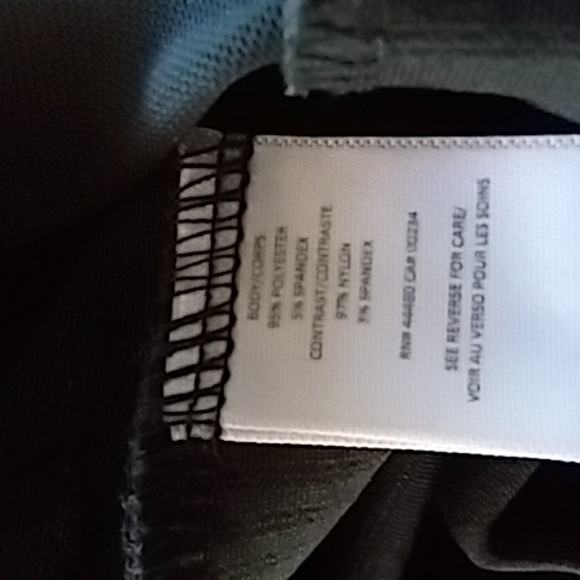 BODY/CORPS
95% POLYESTER
5% SPANDEX
CONTRAST/CONTRASTE
97% NYLON
3% SPANDEX
RN# 44480 CA# 00234
SEE REVERSE FOR CARE/
VOIR AU VERSO POUR LES SOINS